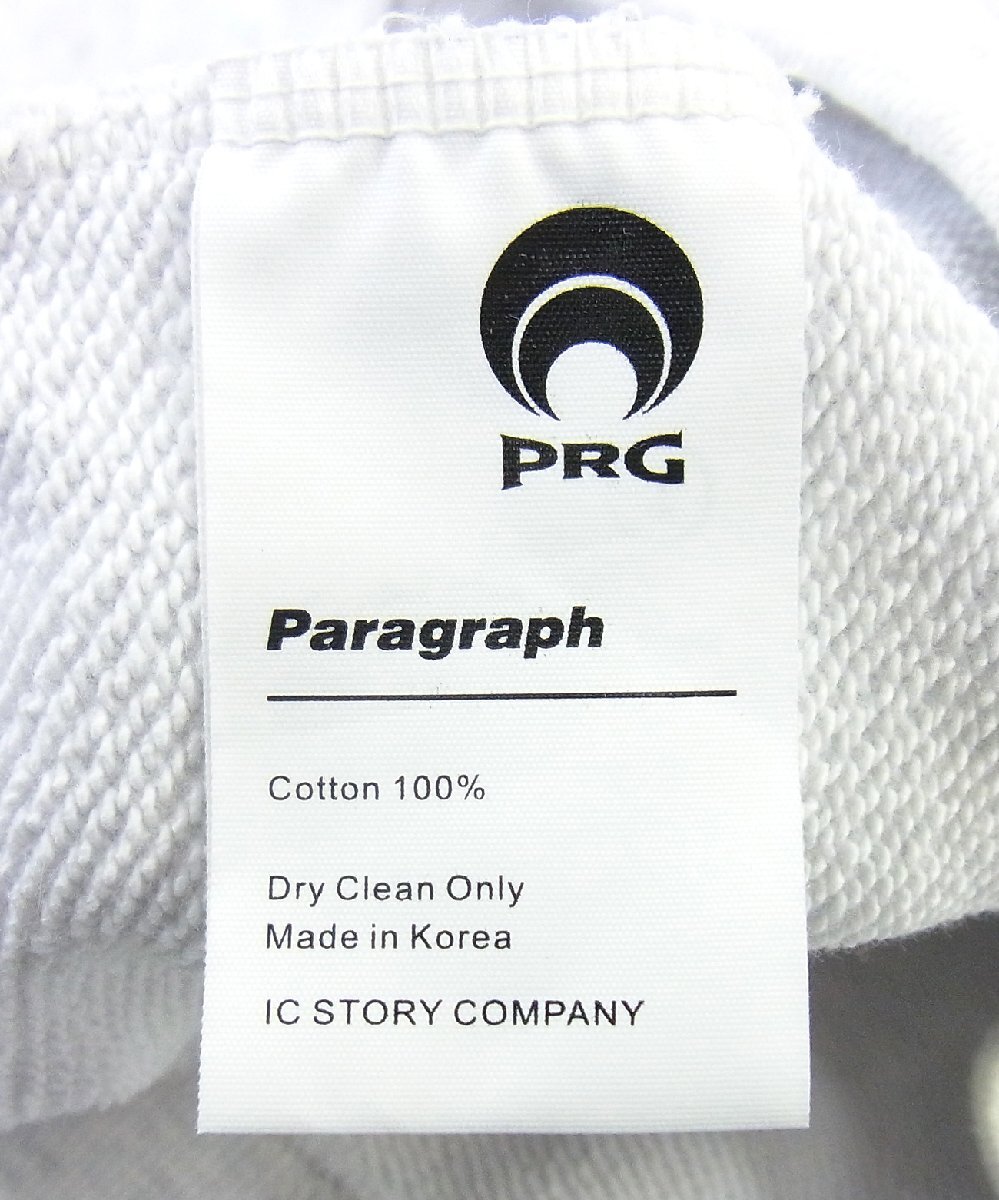 PRG
Paragraph
Cotton 100%
Dry Clean Only
Made in Korea
IC STORY COMPANY